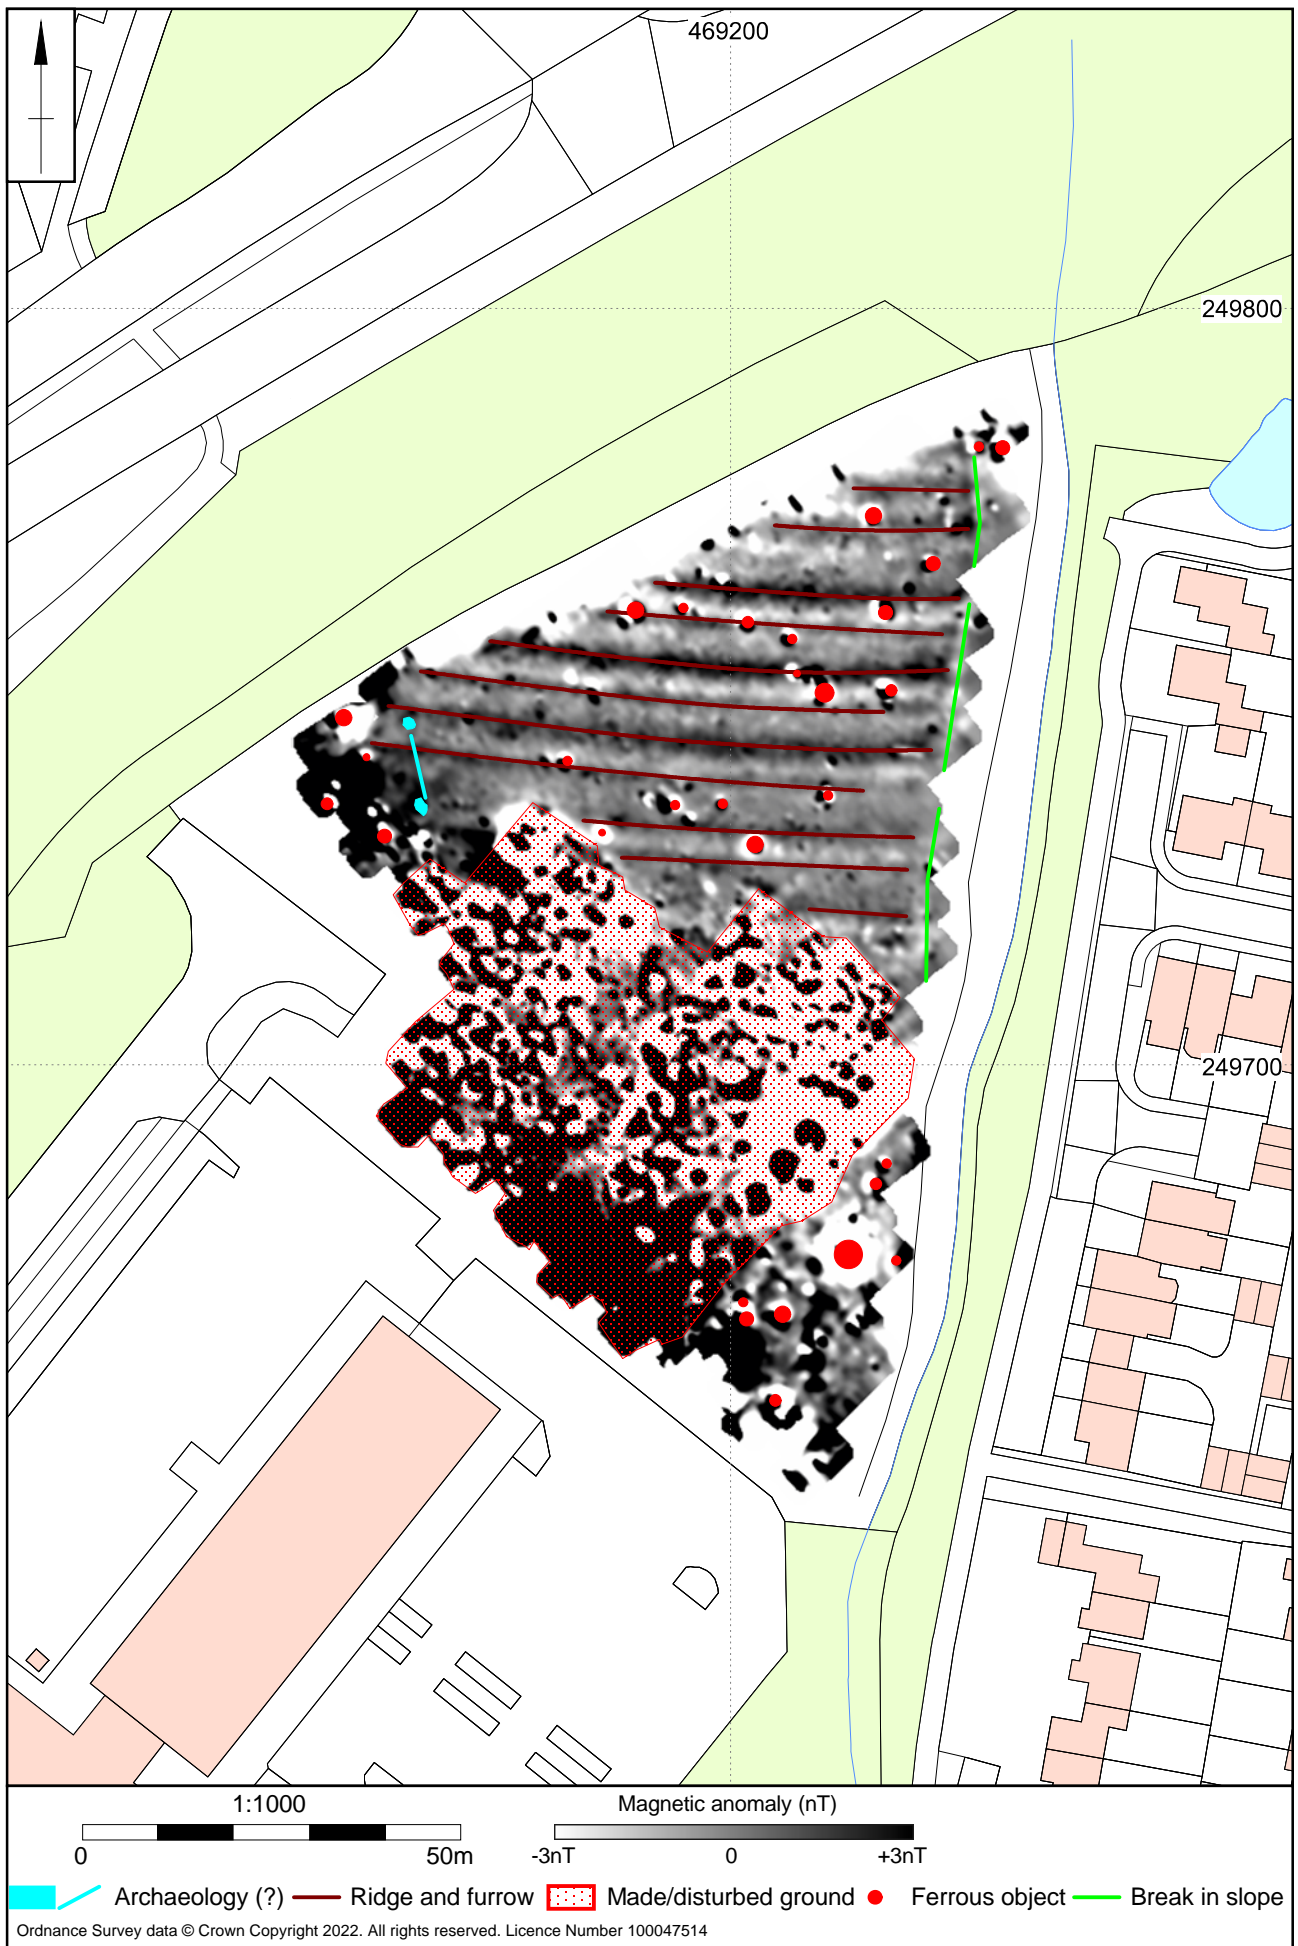 469200
249800
249700
1:1000
0 50m
Magnetic anomaly (nT)
-3nT 0 +3nT
Archaeology (?) Ridge and furrow Made/disturbed ground Ferrous object Break in slope
Ordnance Survey data © Crown Copyright 2022. All rights reserved. Licence Number 100047514